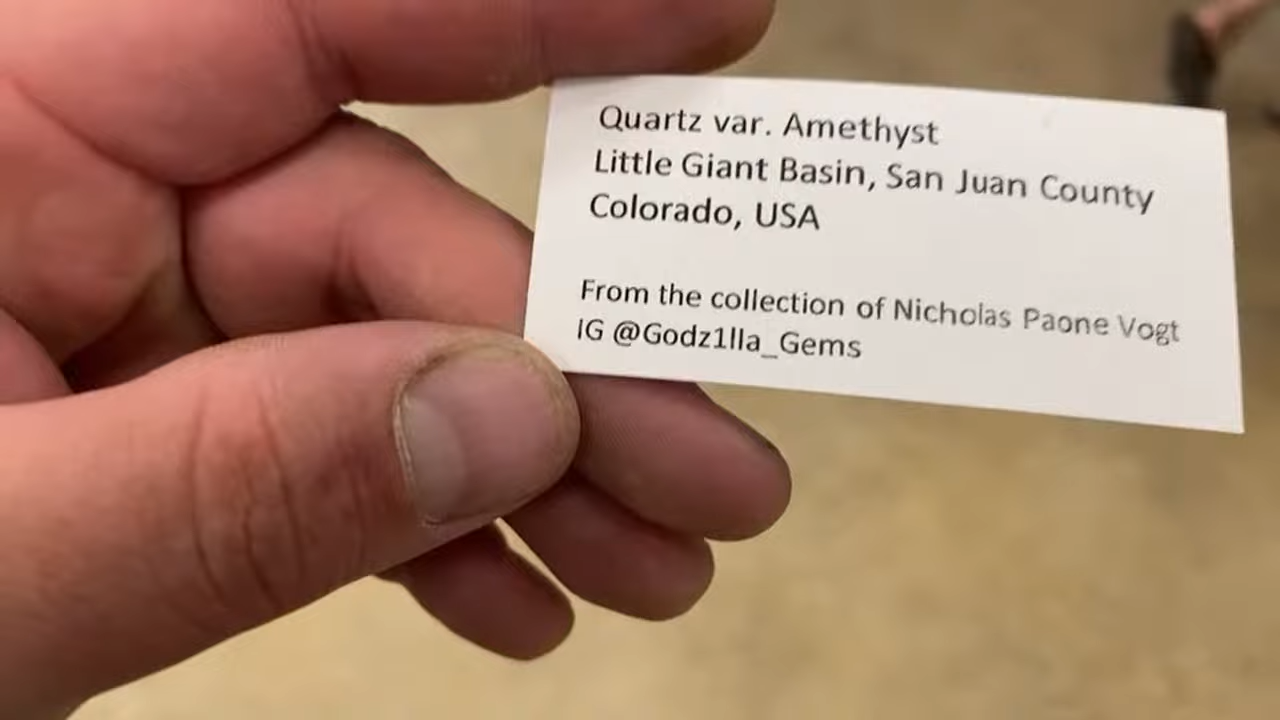 Quartz var. Amethyst
Little Giant Basin, San Juan County
Colorado, USA
From the collection of Nicholas Paone Vogt
IG @Godz1lla_Gems